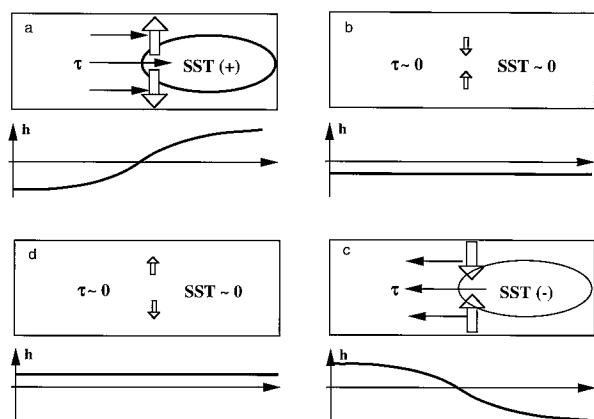 a
τ
SST (+)
h
b
τ~ 0
SST ~ 0
h
d
τ~ 0
SST ~ 0
h
c
τ
SST (-)
h